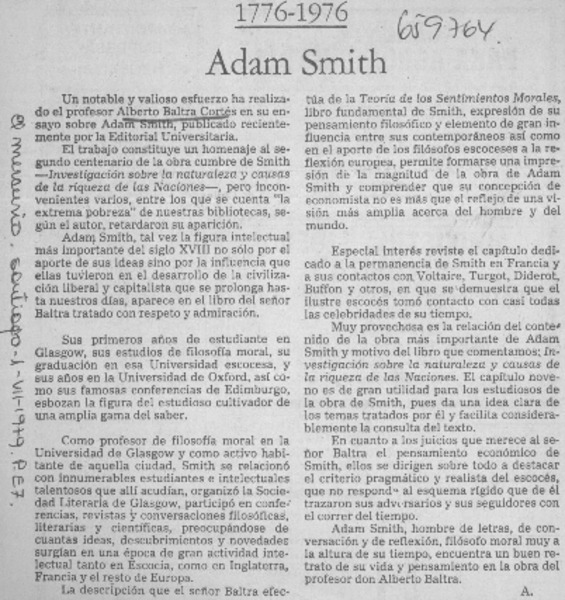 1776-1976
659764
Adam Smith
Un notable y valioso esfuerzo ha realiza-
do el profesor Alberto Baltra Cortés en su en-
sayo sobre Adam Smith, publicado reciente-
mente por la Editorial Universitaria.
El trabajo constituye un homenaje al se-
gundo centenario de la obra cumbre de Smith
—Investigación sobre la naturaleza y causas
de la riqueza de las Naciones—, pero incon-
venientes varios, entre los que se cuenta "la
extrema pobreza" de nuestras bibliotecas, se-
gún el autor, retardaron su aparición.
Adam Smith, tal vez la figura intelectual
más importante del siglo XVIII no sólo por el
aporte de sus ideas sino por la influencia que
ellas tuvieron en el desarrollo de la civiliza-
ción liberal y capitalista que se prolonga has-
ta nuestros días, aparece en el libro del señor
Baltra tratado con respeto y admiración.
Sus primeros años de estudiante en
Glasgow, sus estudios de filosofía moral, su
graduación en esa Universidad escocesa, y
sus años en la Universidad de Oxford, así co-
mo sus famosas conferencias de Edimburgo,
esbozan la figura del estudioso cultivador de
una amplia gama del saber.
Como profesor de filosofía moral en la
Universidad de Glasgow y como activo habi-
tante de aquella ciudad, Smith se relacionó
con innumerables estudiantes e intelectuales
talentosos que allí acudían, organizó la Socie-
dad Literaria de Glasgow, participó en confe-
rencias, revistas y conversaciones filosóficas,
literarias y científicas, preocupándose de
cuantas ideas, descubrimientos y novedades
surgían en una época de gran actividad inte-
lectual tanto en Escocia, como en Inglaterra,
Francia y el resto de Europa.
La descripción que el señor Baltra efec-
túa de la Teoría de los Sentimientos Morales,
libro fundamental de Smith, expresión de su
pensamiento filosófico y elemento de gran in-
fluencia entre sus contemporáneos así como
en el aporte de los filósofos escoceses a la re-
flexión europea, permite formarse una impre-
sión de la magnitud de la obra de Adam
Smith y comprender que su concepción de
economista no es más que el reflejo de una vi-
sión más amplia acerca del hombre y del
mundo.
Especial interés reviste el capítulo dedi-
cado a la permanencia de Smith en Francia y
a sus contactos con Voltaire, Turgot, Diderot,
Buffon y otros, en que se demuestra que el
ilustre escocés tomó contacto con casi todas
las celebridades de su tiempo.
Muy provechosa es la relación del conte-
nido de la obra más importante de Adam
Smith y motivo del libro que comentamos: In-
vestigación sobre la naturaleza y causas de
la riqueza de las Naciones. El capítulo nove-
no es de gran utilidad para los estudiosos de
la obra de Smith, pues da una idea clara de
los temas tratados por él y facilita considera-
blemente la consulta del texto.
En cuanto a los juicios que merece al se-
ñor Baltra el pensamiento económico de
Smith, ellos se dirigen sobre todo a destacar
el criterio pragmático y realista del escocés,
que no responde al esquema rígido que de él
trazaron sus adversarios y sus seguidores con
el correr del tiempo.
Adam Smith, hombre de letras, de con-
versación y de reflexión, filósofo moral muy a
la altura de su tiempo, encuentra un buen re-
trato de su vida y pensamiento en la obra del
profesor don Alberto Baltra.
A.
El Mercurio. Santiago. 4-VII-1979. P. E7.